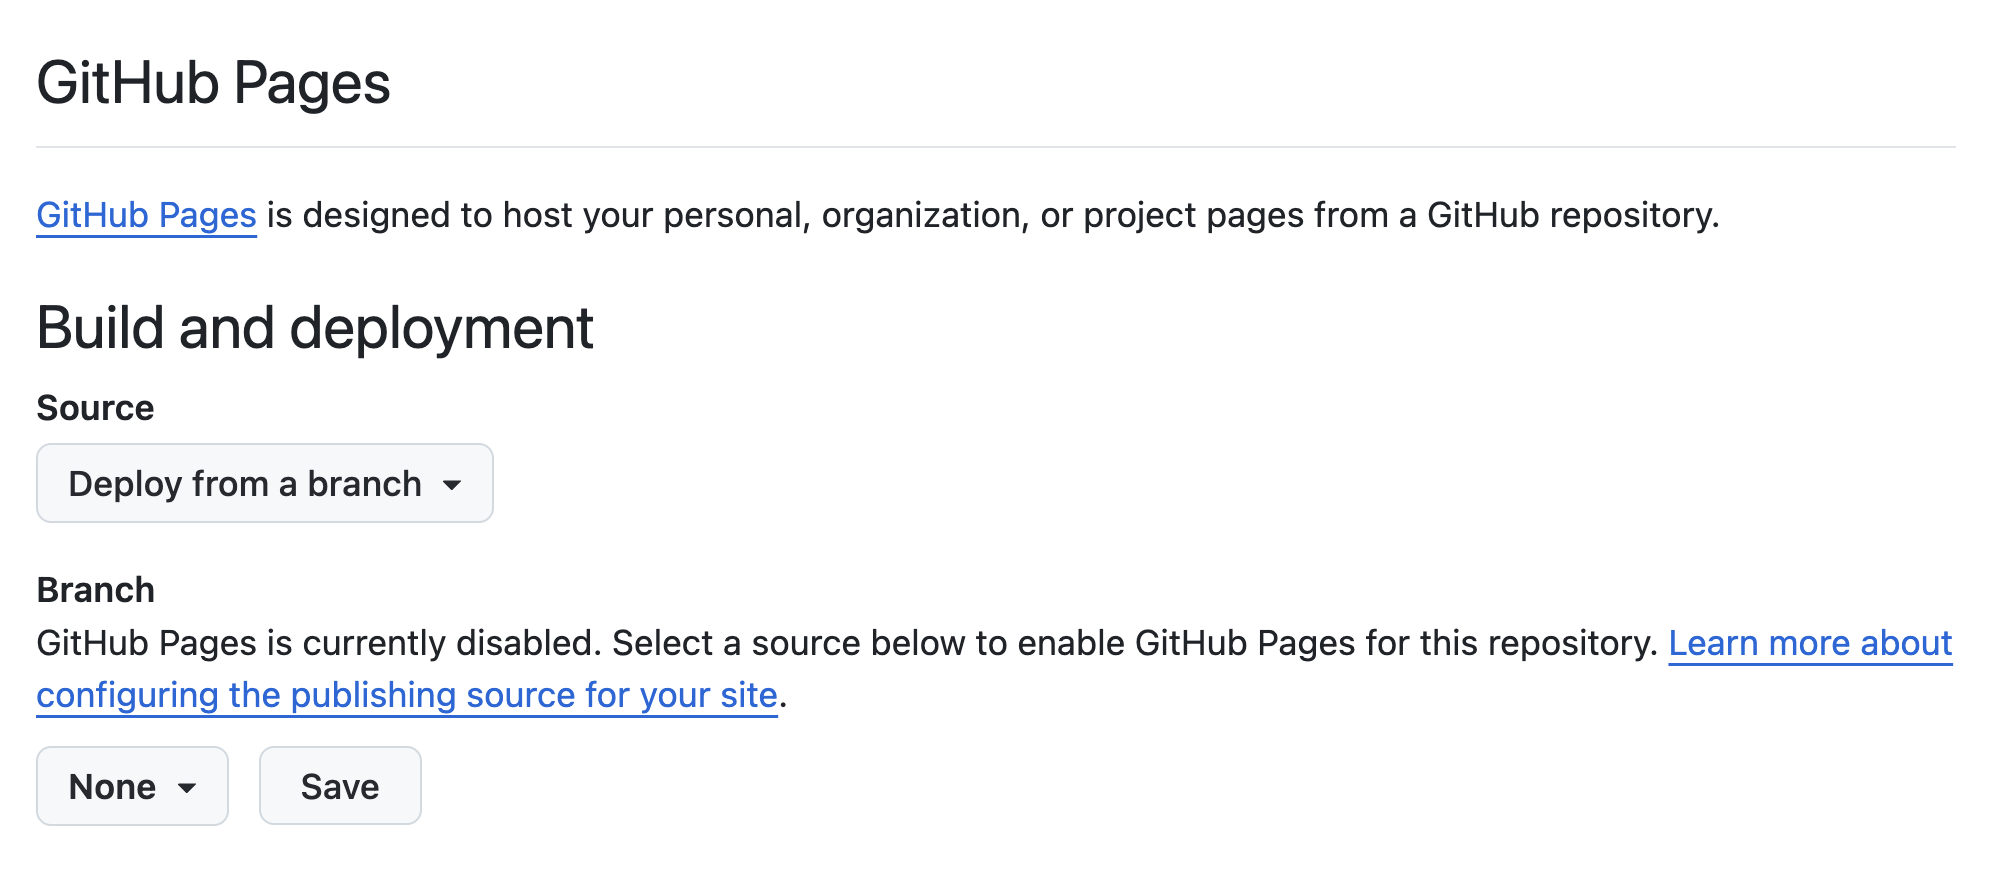 GitHub Pages
GitHub Pages is designed to host your personal, organization, or project pages from a GitHub repository.
Build and deployment
Source
Deploy from a branch
Branch
GitHub Pages is currently disabled. Select a source below to enable GitHub Pages for this repository. Learn more about
configuring the publishing source for your site.
None
Save